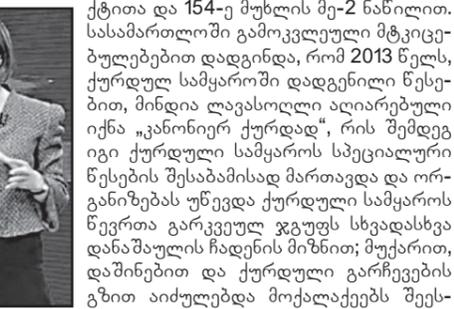 ქტითა და 154-ე მუხლის მე-2 ნაწილით.
სასამართლოში გამოკვლეული მტკიცე-
ბულებებით დადგინდა, რომ 2013 წელს,
ქურდულ სამყაროში დადგენილი წესე-
ბით, მინდია ლავასოღლი აღიარებული
იქნა „კანონიერ ქურდად“, რის შემდეგ
იგი ქურდული სამყაროს სპეციალური
წესების შესაბამისად მართავდა და ორ-
განიზებას უწევდა ქურდული სამყაროს
წევრთა გარკვეულ ჯგუფს სხვადასხვა
დანაშაულის ჩადენის მიზნით; მუქარით,
დაშინებით და ქურდული გარჩევების
გზით აიძულებდა მოქალაქეებს შეეს-